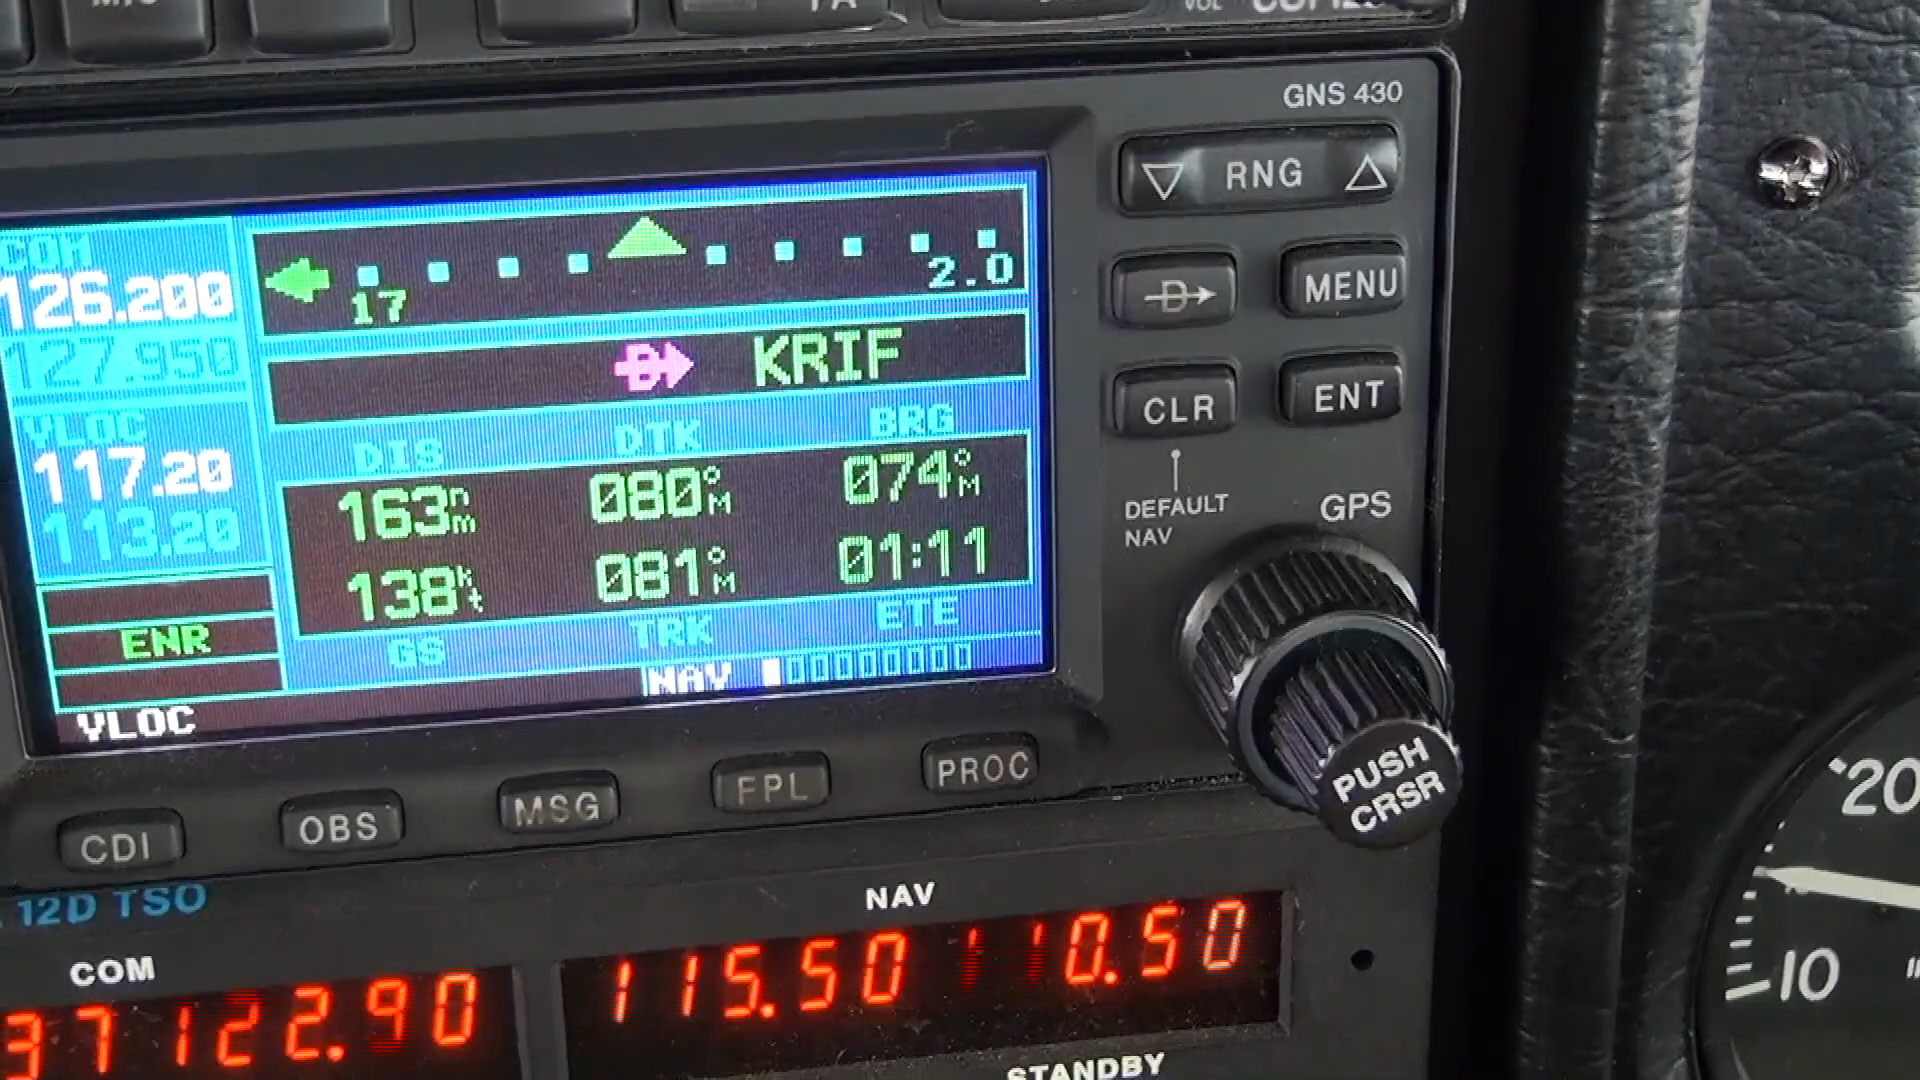 GNS 430
RNG
MENU
CLR
ENT
DEFAULT
NAV
GPS
PUSH
CRSR
COM
126.200
127.950
VLOC
117.20
113.20
ENR
VLOC
17
2.0
D KRIF
DIS DTK BRG
163nm 080°M 074°M
138kt 081°M 01:11
GS TRK ETE
NAV
CDI
OBS
MSG
FPL
PROC
12D TSO
COM
NAV
37 122.90
115.50 110.50
STANDBY
20
10